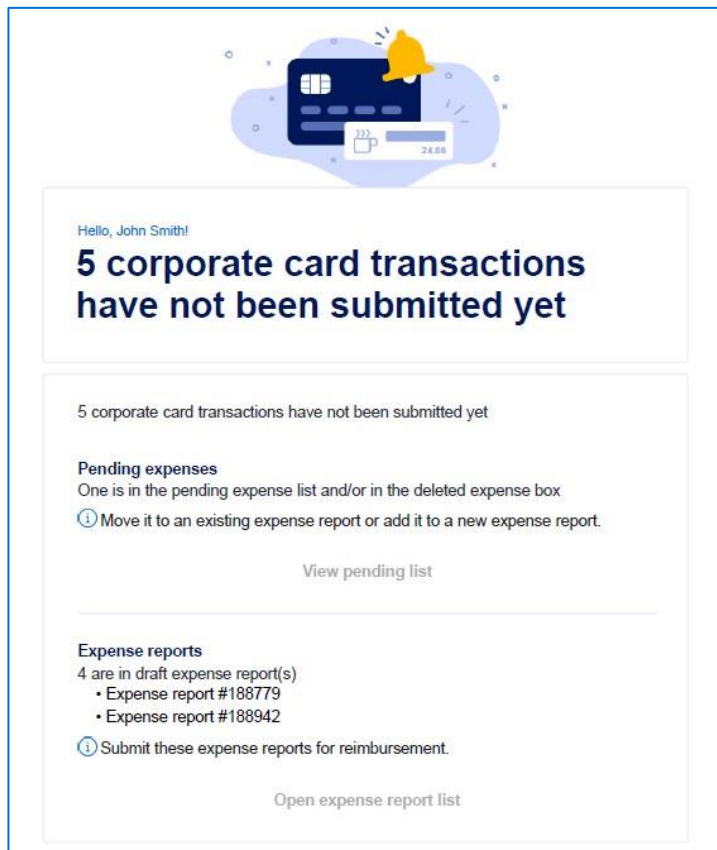 24.00
Hello, John Smith!
5 corporate card transactions
have not been submitted yet
5 corporate card transactions have not been submitted yet
Pending expenses
One is in the pending expense list and/or in the deleted expense box
Move it to an existing expense report or add it to a new expense report.
View pending list
Expense reports
4 are in draft expense report(s)
• Expense report #188779
• Expense report #188942
Submit these expense reports for reimbursement.
Open expense report list